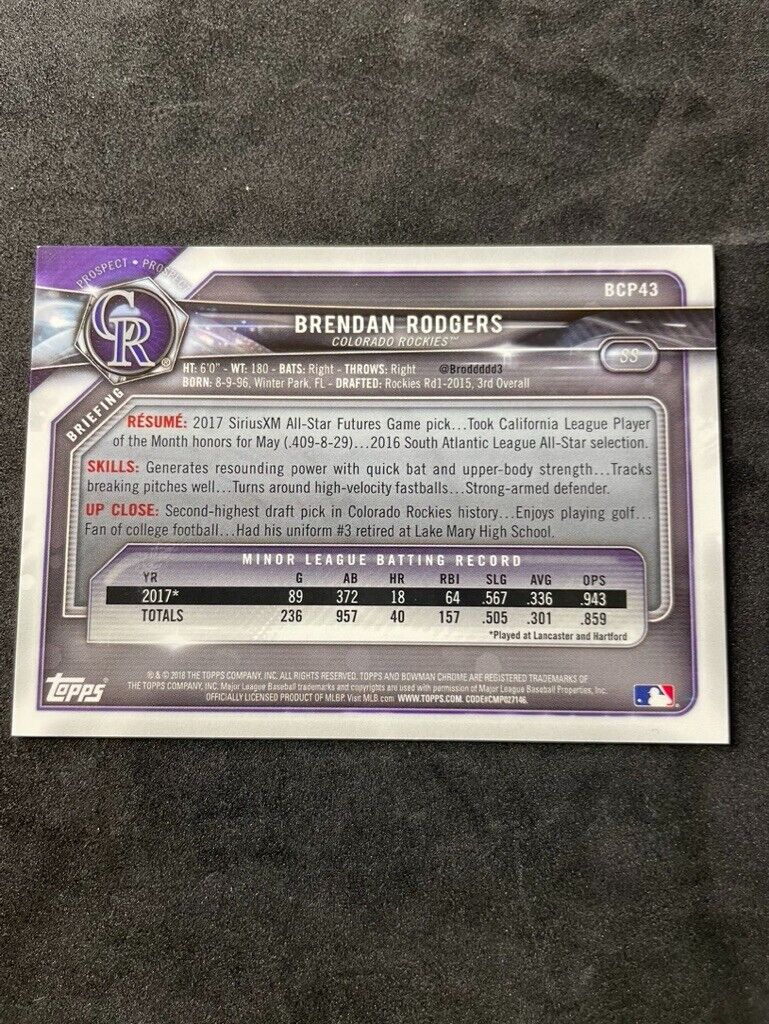 PROSPECT • PROSPECT
BCP43
CR ®
BRENDAN RODGERS
COLORADO ROCKIES™
SS
HT: 6'0" - WT: 180 - BATS: Right - THROWS: Right @Broddddd3
BORN: 8-9-96, Winter Park, FL - DRAFTED: Rockies Rd1-2015, 3rd Overall
BRIEFING
RÉSUMÉ: 2017 SiriusXM All-Star Futures Game pick...Took California League Player
of the Month honors for May (.409-8-29)...2016 South Atlantic League All-Star selection.
SKILLS: Generates resounding power with quick bat and upper-body strength...Tracks
breaking pitches well...Turns around high-velocity fastballs...Strong-armed defender.
UP CLOSE: Second-highest draft pick in Colorado Rockies history...Enjoys playing golf...
Fan of college football...Had his uniform #3 retired at Lake Mary High School.
MINOR LEAGUE BATTING RECORD
YR G AB HR RBI SLG AVG OPS
2017* 89 372 18 64 .567 .336 .943
TOTALS 236 957 40 157 .505 .301 .859
*Played at Lancaster and Hartford
Topps®
® & © 2018 THE TOPPS COMPANY, INC. ALL RIGHTS RESERVED. TOPPS AND BOWMAN CHROME ARE REGISTERED TRADEMARKS OF
THE TOPPS COMPANY, INC. Major League Baseball trademarks and copyrights are used with permission of Major League Baseball Properties, Inc.
OFFICIALLY LICENSED PRODUCT OF MLBP. Visit MLB.com WWW.TOPPS.COM. CODE#CMP027146